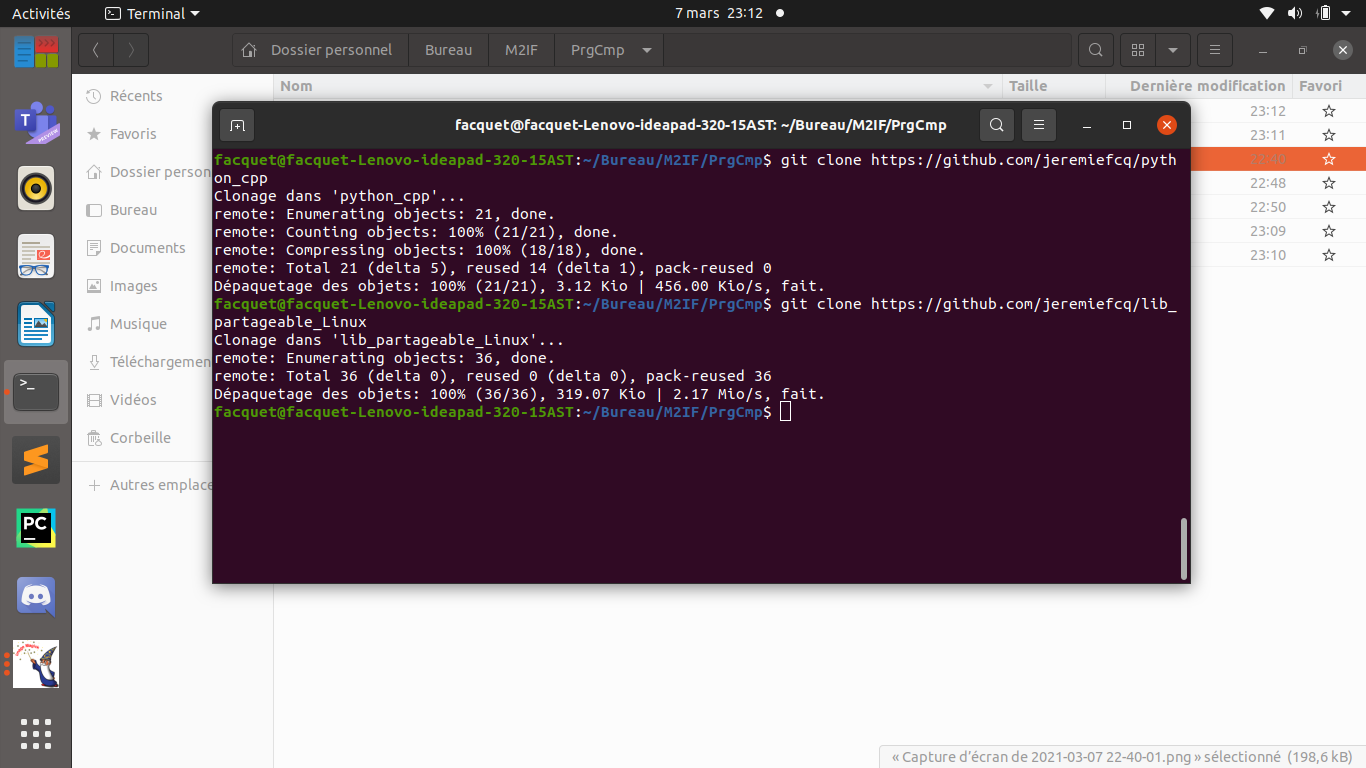 Activités
Terminal
7 mars 23:12
Dossier personnel
Bureau
M2IF
PrgCmp
Nom
Taille
Dernière modification
Favori
Récents
Favoris
Dossier person
Bureau
Documents
Images
Musique
Téléchargemen
Vidéos
Corbeille
Autres emplace
23:12
23:11
22:40
22:48
22:50
23:09
23:10
facquet@facquet-Lenovo-ideapad-320-15AST: ~/Bureau/M2IF/PrgCmp
facquet@facquet-Lenovo-ideapad-320-15AST:~/Bureau/M2IF/PrgCmp$ git clone https://github.com/jeremiefcq/pyth
on_cpp
Clonage dans 'python_cpp'...
remote: Enumerating objects: 21, done.
remote: Counting objects: 100% (21/21), done.
remote: Compressing objects: 100% (18/18), done.
remote: Total 21 (delta 5), reused 14 (delta 1), pack-reused 0
Dépaquetage des objets: 100% (21/21), 3.12 Kio | 456.00 Kio/s, fait.
facquet@facquet-Lenovo-ideapad-320-15AST:~/Bureau/M2IF/PrgCmp$ git clone https://github.com/jeremiefcq/lib_
partageable_Linux
Clonage dans 'lib_partageable_Linux'...
remote: Enumerating objects: 36, done.
remote: Total 36 (delta 0), reused 0 (delta 0), pack-reused 36
Dépaquetage des objets: 100% (36/36), 319.07 Kio | 2.17 Mio/s, fait.
facquet@facquet-Lenovo-ideapad-320-15AST:~/Bureau/M2IF/PrgCmp$
« Capture d'écran de 2021-03-07 22-40-01.png » sélectionné (198,6 kB)
T
PREVIEW
>_
PC